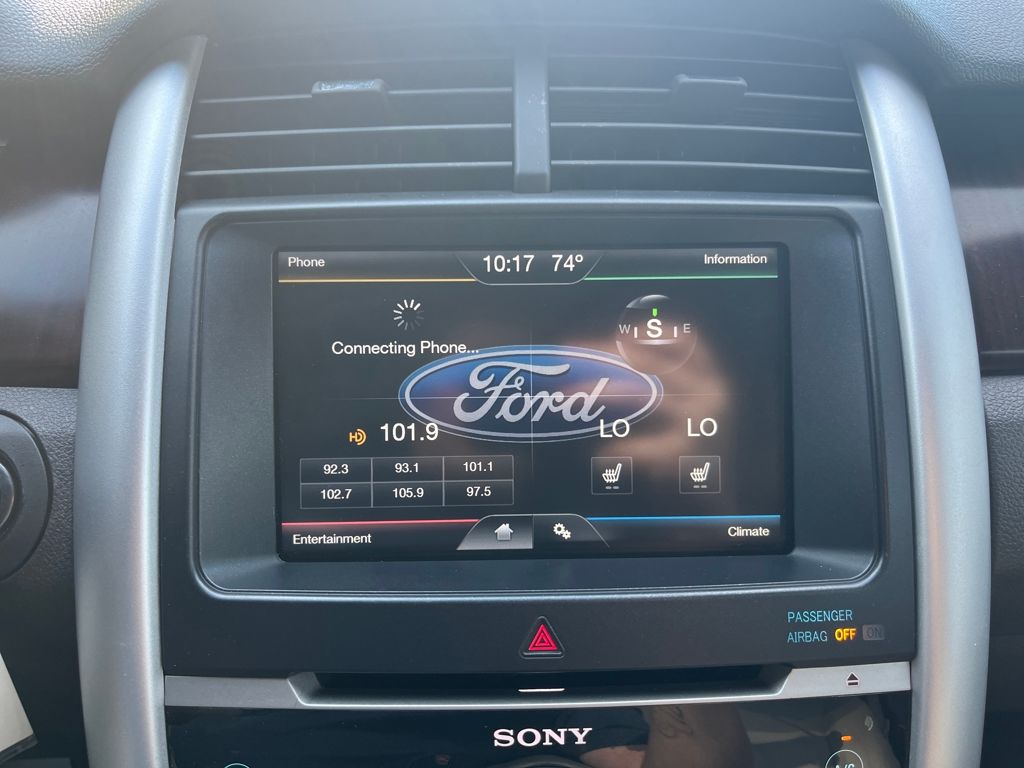 Phone
10:17 74°
Information
Connecting Phone...
W S E
Ford
HD 101.9
LO LO
92.3 93.1 101.1
102.7 105.9 97.5
Entertainment
Climate
PASSENGER
AIRBAG OFF ON
SONY
A/C